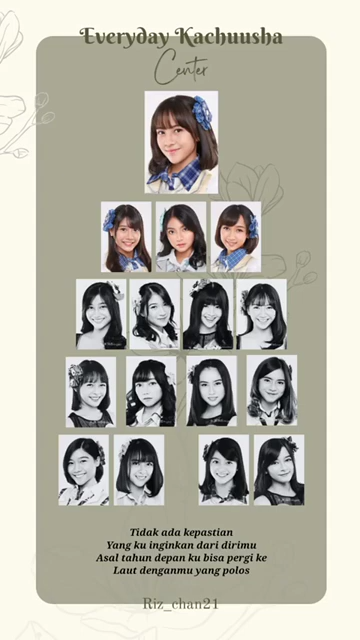 Everyday Kachuusha
Center
Tidak ada kepastian
Yang ku inginkan dari dirimu
Asal tahun depan ku bisa pergi ke
Laut denganmu yang polos
Riz_chan21